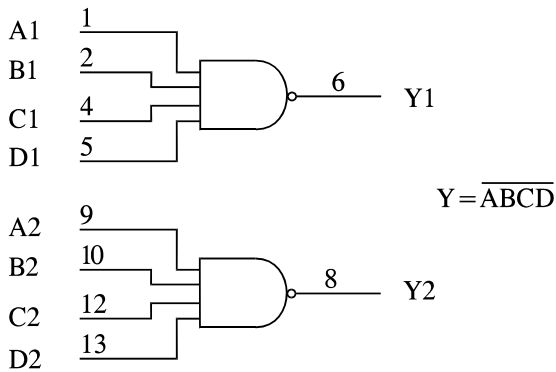 A1 1
B1 2
6 Y1
C1 4
D1 5
Y = \overline{ABCD}
A2 9
B2 10
8 Y2
C2 12
D2 13